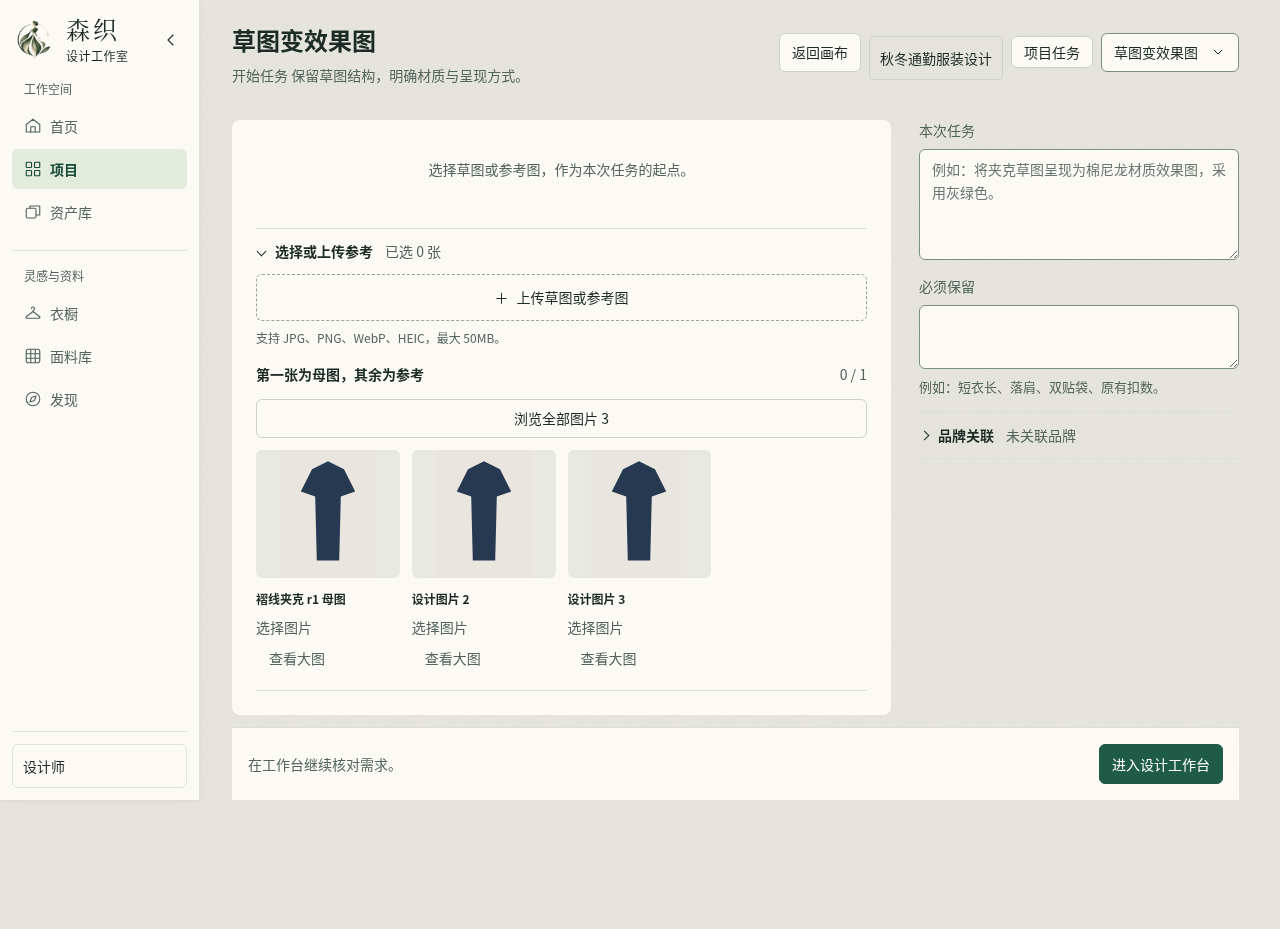 森织
设计工作室
工作空间
首页
项目
资产库
灵感与资料
衣橱
面料库
发现
设计师
草图变效果图
开始任务 保留草图结构，明确材质与呈现方式。
返回画布
秋冬通勤服装设计
项目任务
草图变效果图
选择草图或参考图，作为本次任务的起点。
选择或上传参考 已选 0 张
上传草图或参考图
支持 JPG、PNG、WebP、HEIC，最大 50MB。
第一张为母图，其余为参考
0 / 1
浏览全部图片 3
褶线夹克 r1 母图
设计图片 2
设计图片 3
选择图片
选择图片
选择图片
查看大图
查看大图
查看大图
本次任务
例如：将夹克草图呈现为棉尼龙材质效果图，采
用灰绿色。
必须保留
例如：短衣长、落肩、双贴袋、原有扣数。
品牌关联 未关联品牌
在工作台继续核对需求。
进入设计工作台